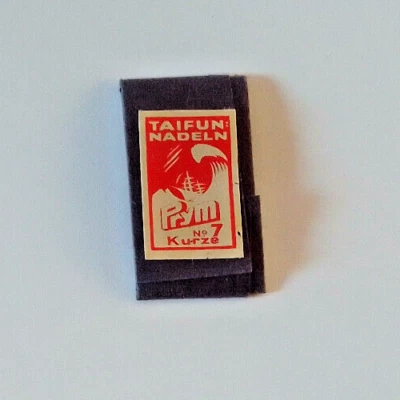 TAIFUN:
NADELN
Prym
No 7
Kurze